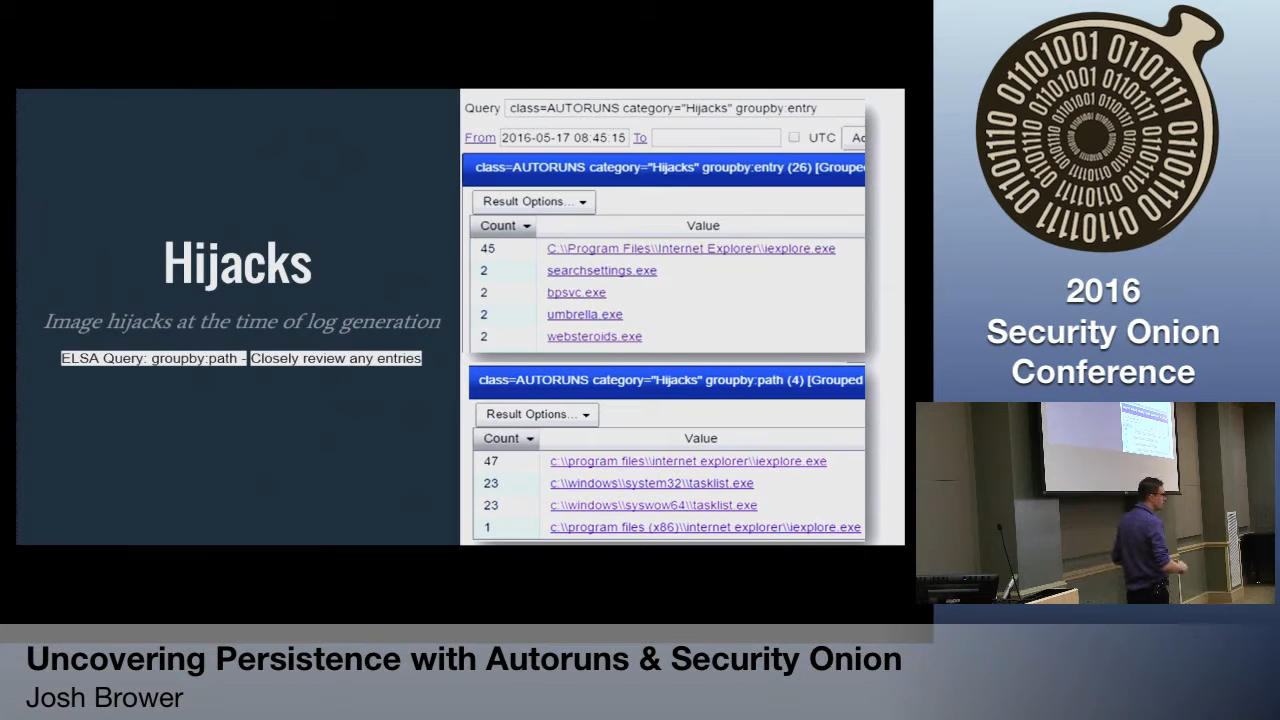 Hijacks
Image hijacks at the time of log generation
ELSA Query: groupby:path - Closely review any entries
Query class=AUTORUNS category="Hijacks" groupby:entry
From 2016-05-17 08:45:15 To UTC
class=AUTORUNS category="Hijacks" groupby:entry (26) [Grouped
Result Options...
Count Value
45 C:\\Program Files\\Internet Explorer\\iexplore.exe
2 searchsettings.exe
2 bpsvc.exe
2 umbrella.exe
2 websteroids.exe
class=AUTORUNS category="Hijacks" groupby:path (4) [Grouped
Result Options...
Count Value
47 c:\\program files\\internet explorer\\iexplore.exe
23 c:\\windows\\system32\\tasklist.exe
23 c:\\windows\\syswow64\\tasklist.exe
1 c:\\program files (x86)\\internet explorer\\iexplore.exe
2016
Security Onion
Conference
Uncovering Persistence with Autoruns & Security Onion
Josh Brower